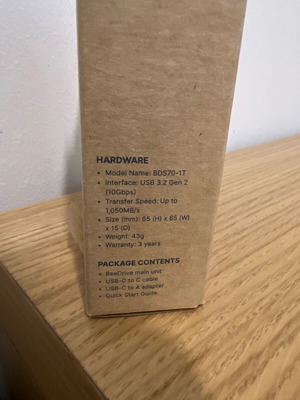 HARDWARE
• Model Name: BDS70-1T
• Interface: USB 3.2 Gen 2
(10Gbps)
• Transfer Speed: Up to
1,050MB/s
• Size (mm): 65 (H) x 65 (W)
x 15 (D)
• Weight: 43g
• Warranty: 3 years
PACKAGE CONTENTS
• BeeDrive main unit
• USB-C to C cable
• USB-C to A adapter
• Quick Start Guide